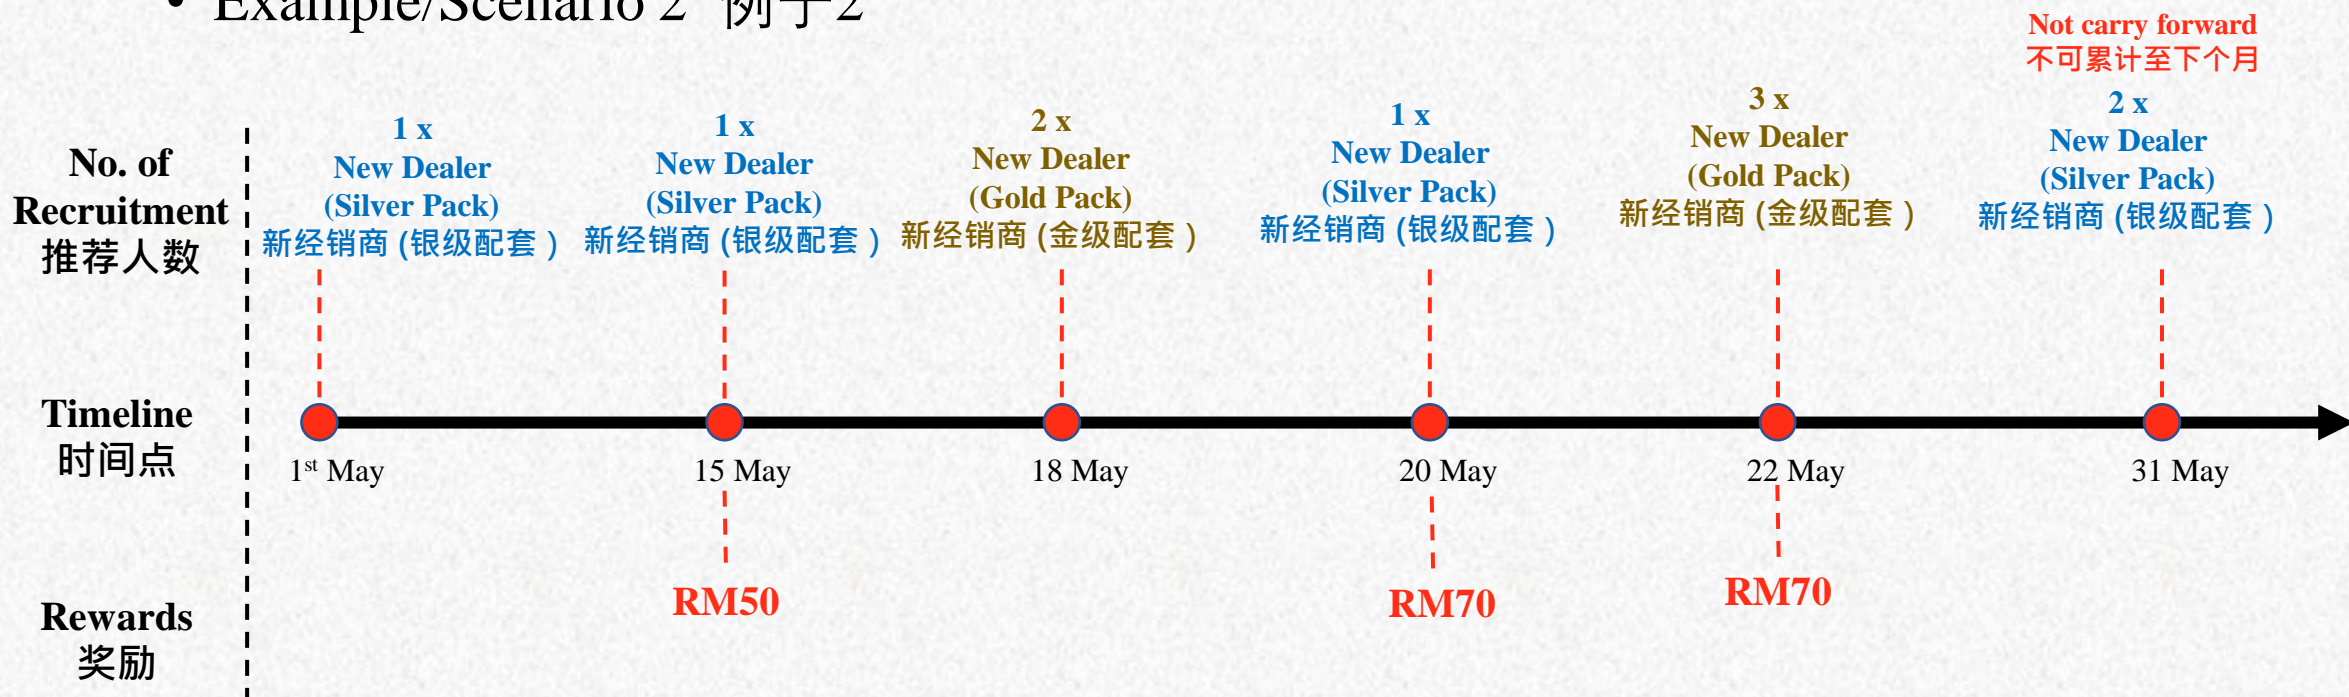 • Example/Scenario 2 例子2
Not carry forward
不可累计至下个月
No. of
Recruitment
推荐人数
1 x
New Dealer
(Silver Pack)
新经销商 (银级配套 )
1 x
New Dealer
(Silver Pack)
新经销商 (银级配套 )
2 x
New Dealer
(Gold Pack)
新经销商 (金级配套 )
1 x
New Dealer
(Silver Pack)
新经销商 (银级配套 )
3 x
New Dealer
(Gold Pack)
新经销商 (金级配套 )
2 x
New Dealer
(Silver Pack)
新经销商 (银级配套 )
Timeline
时间点
1st May
15 May
18 May
20 May
22 May
31 May
Rewards
奖励
RM50
RM70
RM70